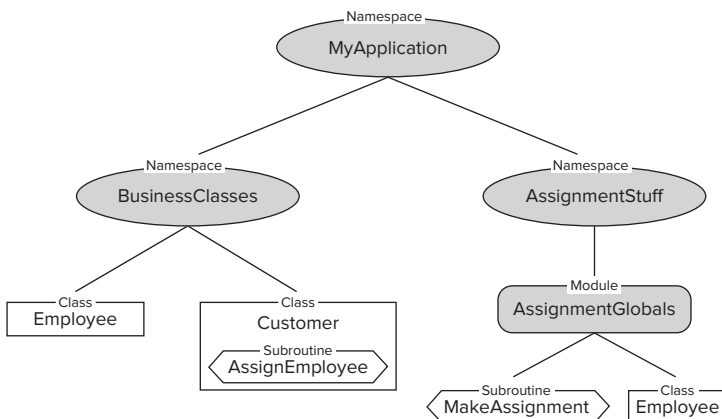 Namespace
MyApplication
Namespace
BusinessClasses
Namespace
AssignmentStuff
Class
Employee
Class
Customer
Subroutine
AssignEmployee
Module
AssignmentGlobals
Subroutine
MakeAssignment
Class
Employee